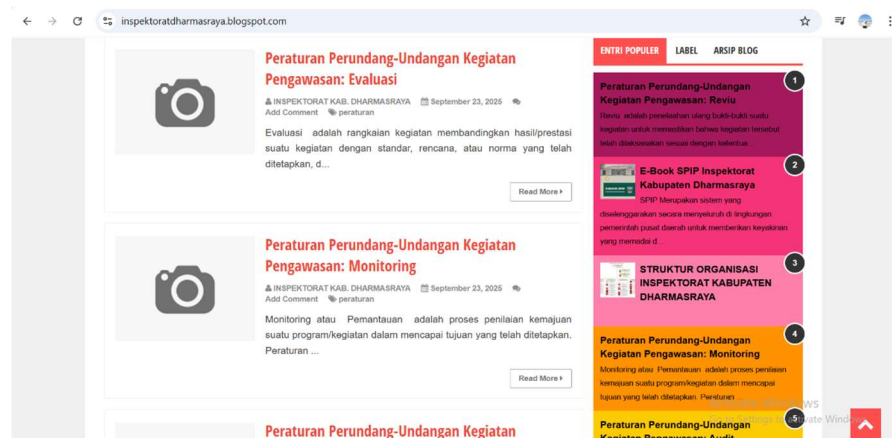 inspektoratdharmasraya.blogspot.com
Peraturan Perundang-Undangan Kegiatan
Pengawasan: Evaluasi
INSPEKTORAT KAB. DHARMASRAYA September 23, 2025
Add Comment peraturan
Evaluasi adalah rangkaian kegiatan membandingkan hasil/prestasi
suatu kegiatan dengan standar, rencana, atau norma yang telah
ditetapkan, d...
Read More
Peraturan Perundang-Undangan Kegiatan
Pengawasan: Monitoring
INSPEKTORAT KAB. DHARMASRAYA September 23, 2025
Add Comment peraturan
Monitoring atau Pemantauan adalah proses penilaian kemajuan
suatu program/kegiatan dalam mencapai tujuan yang telah ditetapkan.
Peraturan ...
Read More
Peraturan Perundang-Undangan Kegiatan
ENTRI POPULER LABEL ARSIP BLOG
1
Peraturan Perundang-Undangan
Kegiatan Pengawasan: Reviu
Reviu adalah penelaahan ulang bukti-bukti suatu
kegiatan untuk memastikan bahwa kegiatan tersebut
telah dilaksanakan sesuai dengan ketentua...
2
E-Book SPIP Inspektorat
Kabupaten Dharmasraya
SPIP Merupakan sistem yang
diselenggarakan secara menyeluruh di lingkungan
pemerintah pusat daerah untuk memberikan keyakinan
yang memadai d...
3
STRUKTUR ORGANISASI
INSPEKTORAT KABUPATEN
DHARMASRAYA
4
Peraturan Perundang-Undangan
Kegiatan Pengawasan: Monitoring
Monitoring atau Pemantauan adalah proses penilaian
kemajuan suatu program/kegiatan dalam mencapai
tujuan yang telah ditetapkan. Peraturan ...
5
Peraturan Perundang-Undangan
Kegiatan Pengawasan: Audit